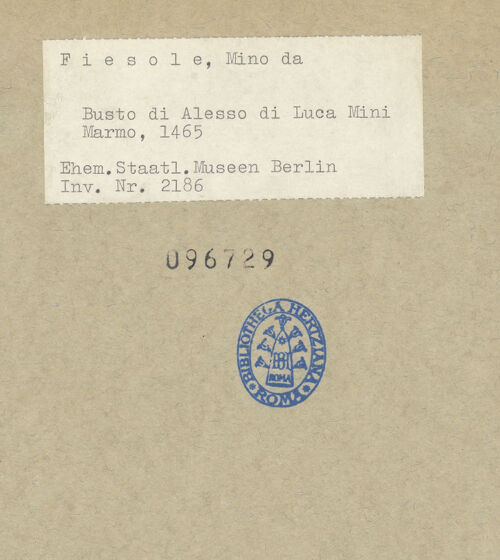 F i e s o l e, Mino da
Busto di Alesso di Luca Mini
Marmo, 1465
Ehem.Staatl.Museen Berlin
Inv. Nr. 2186
096729
BIBLIOTHECA HERTZIANA
ROMA
ROMA